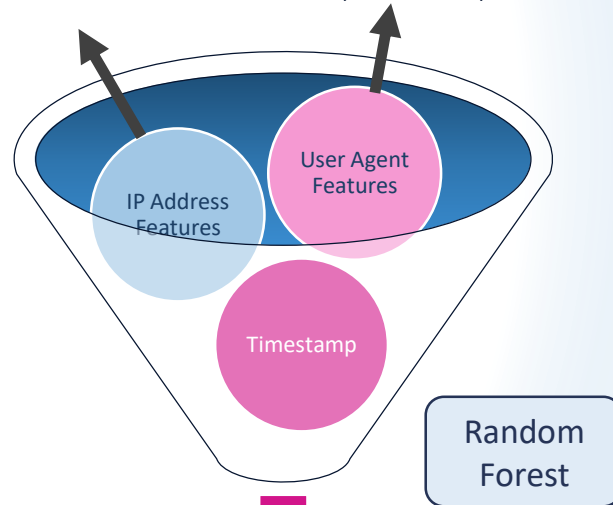 User Agent
Features
IP Address
Features
Timestamp
Random
Forest